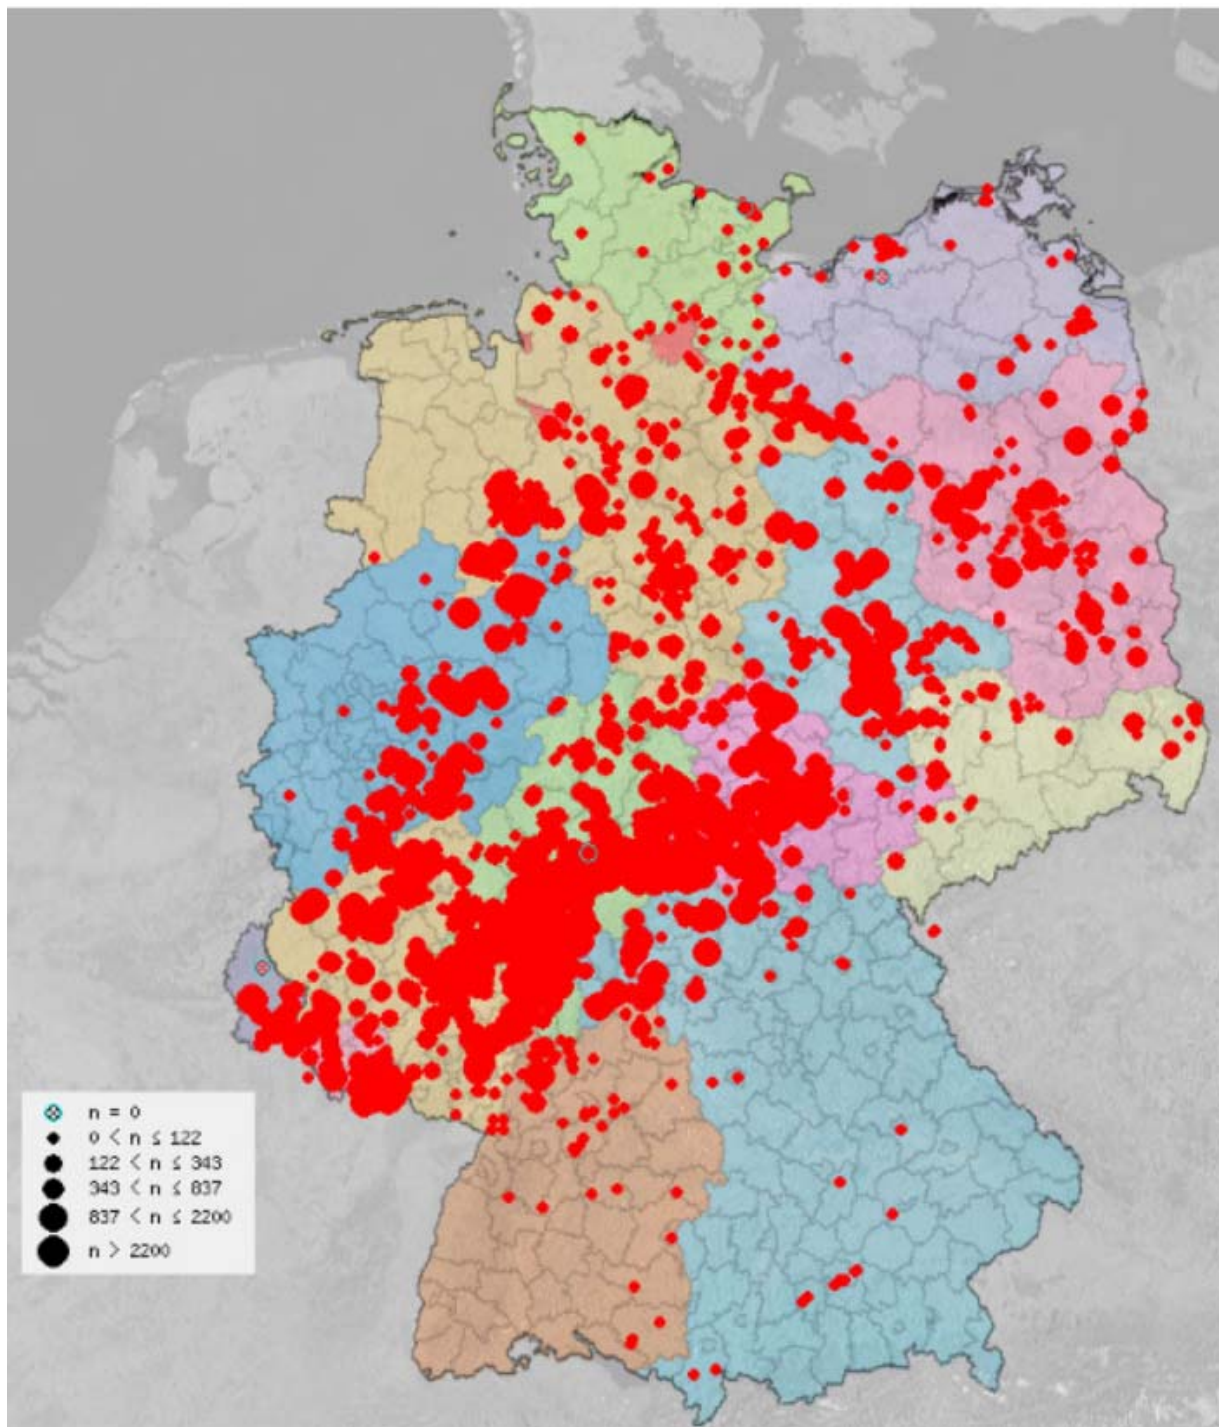 n = 0
0 < n ≤ 122
122 < n ≤ 343
343 < n ≤ 837
837 < n ≤ 2200
n > 2200